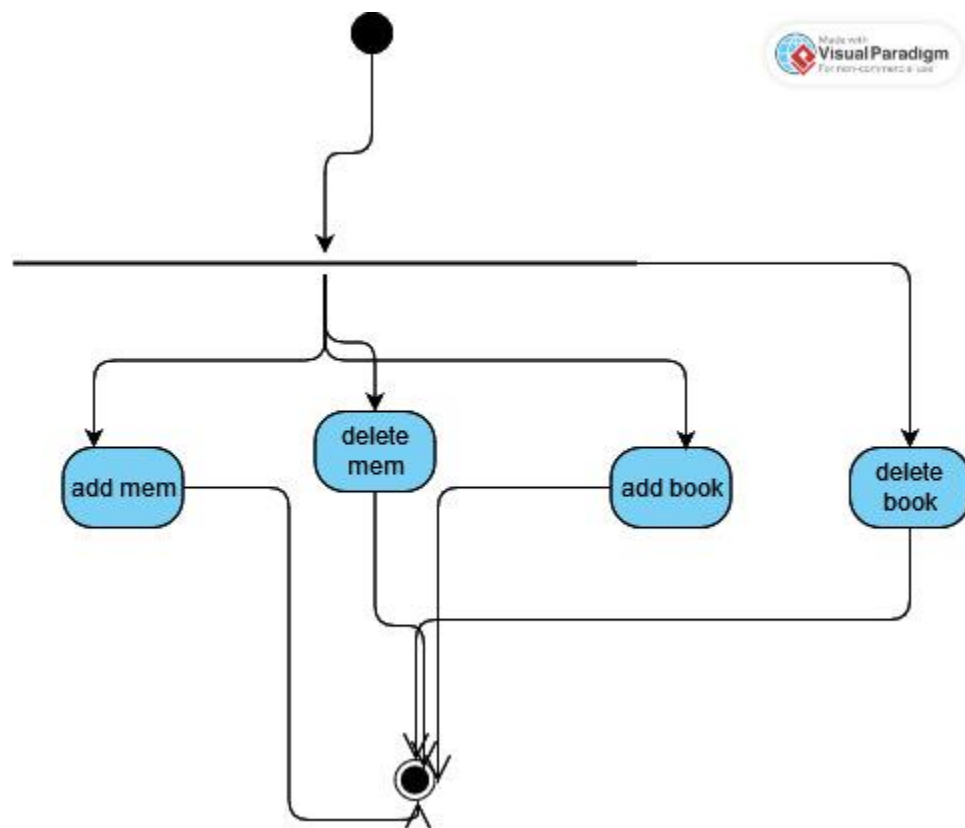 Made with
Visual Paradigm
For non-commercial use
delete
mem
add mem
add book
delete
book